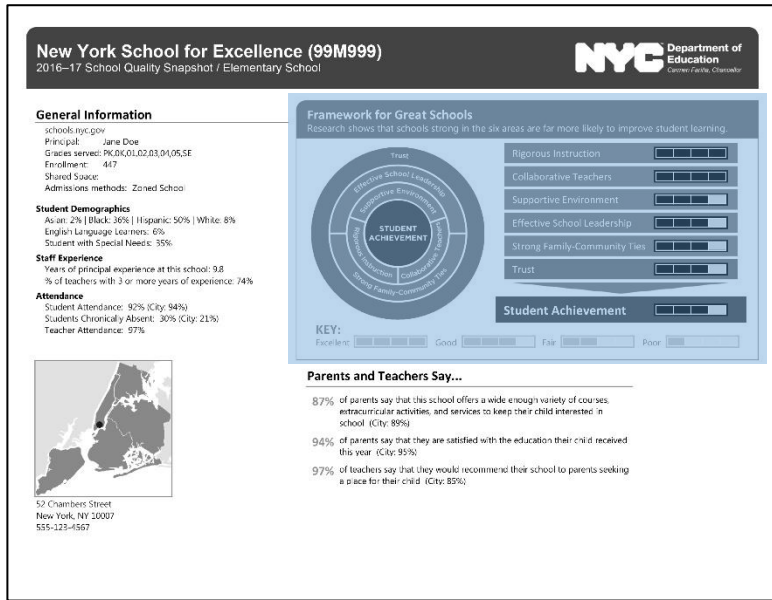 New York School for Excellence (99M999)
2016–17 School Quality Snapshot / Elementary School
NYC
Department of
Education
Carmen Fariña, Chancellor
General Information
schools.nyc.gov
Principal: Jane Doe
Grades served: PK,0K,01,02,03,04,05,SE
Enrollment: 447
Shared Space:
Admissions methods: Zoned School
Student Demographics
Asian: 2% | Black: 36% | Hispanic: 50% | White: 8%
English Language Learners: 6%
Student with Special Needs: 35%
Staff Experience
Years of principal experience at this school: 9.8
% of teachers with 3 or more years of experience: 74%
Attendance
Student Attendance: 92% (City: 94%)
Students Chronically Absent: 30% (City: 21%)
Teacher Attendance: 97%
52 Chambers Street
New York, NY 10007
555-123-4567
Framework for Great Schools
Research shows that schools strong in the six areas are far more likely to improve student learning.
Trust
Effective School Leadership
Supportive Environment
STUDENT
ACHIEVEMENT
Rigorous Instruction
Collaborative Teachers
Strong Family-Community Ties
Rigorous Instruction
Collaborative Teachers
Supportive Environment
Effective School Leadership
Strong Family-Community Ties
Trust
Student Achievement
KEY:
Excellent Good Fair Poor
Parents and Teachers Say...
87% of parents say that this school offers a wide enough variety of courses,
extracurricular activities, and services to keep their child interested in
school (City: 89%)
94% of parents say that they are satisfied with the education their child received
this year (City: 95%)
97% of teachers say that they would recommend their school to parents seeking
a place for their child (City: 85%)